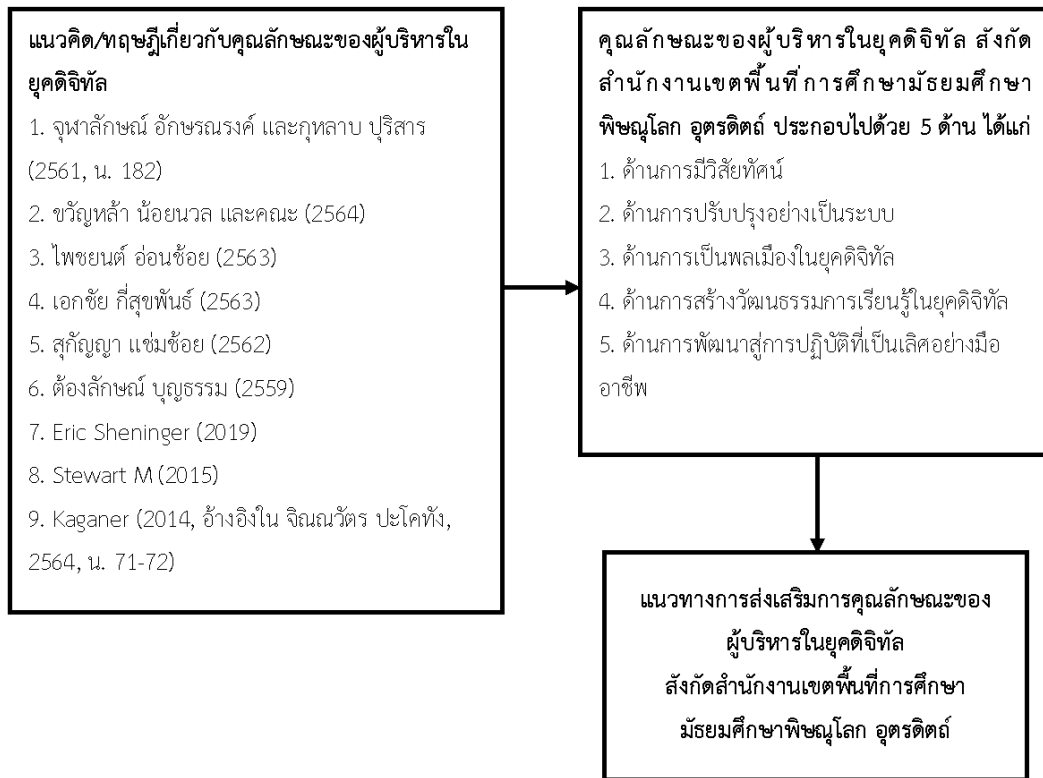 แนวคิด/ทฤษฎีเกี่ยวกับคุณลักษณะของผู้บริหารใน
ยุคดิจิทัล
1. จุฬาลักษณ์ อักษรณรงค์ และกุหลาบ ปุริสาร
(2561, น. 182)
2. ขวัญหล้า น้อยนวล และคณะ (2564)
3. ไพชยนต์ อ่อนช้อย (2563)
4. เอกชัย กี่สุขพันธ์ (2563)
5. สุกัญญา แช่มช้อย (2562)
6. ต้องลักษณ์ บุญธรรม (2559)
7. Eric Sheninger (2019)
8. Stewart M (2015)
9. Kaganer (2014, อ้างอิงใน จิณณวัตร ปะโคทัง,
2564, น. 71-72)
คุณลักษณะของผู้บริหารในยุคดิจิทัล สังกัด
สำนักงานเขตพื้นที่การศึกษามัธยมศึกษา
พิษณุโลก อุตรดิตถ์ ประกอบไปด้วย 5 ด้าน ได้แก่
1. ด้านการมีวิสัยทัศน์
2. ด้านการปรับปรุงอย่างเป็นระบบ
3. ด้านการเป็นพลเมืองในยุคดิจิทัล
4. ด้านการสร้างวัฒนธรรมการเรียนรู้ในยุคดิจิทัล
5. ด้านการพัฒนาสู่การปฏิบัติที่เป็นเลิศอย่างมือ
อาชีพ
แนวทางการส่งเสริมการคุณลักษณะของ
ผู้บริหารในยุคดิจิทัล
สังกัดสำนักงานเขตพื้นที่การศึกษา
มัธยมศึกษาพิษณุโลก อุตรดิตถ์